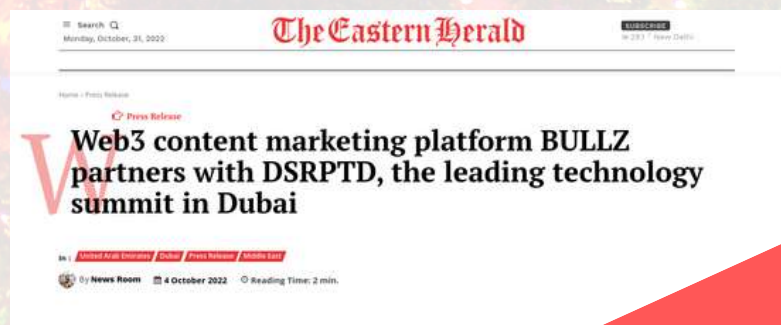 Search
Monday, October, 31, 2022
The Eastern Herald
SUBSCRIBE
New Delhi
Home › Press Release
Press Release
W
Web3 content marketing platform BULLZ
partners with DSRPTD, the leading technology
summit in Dubai
In : United Arab Emirates Dubai Press Release Middle East
By News Room 4 October 2022 Reading Time: 2 min.